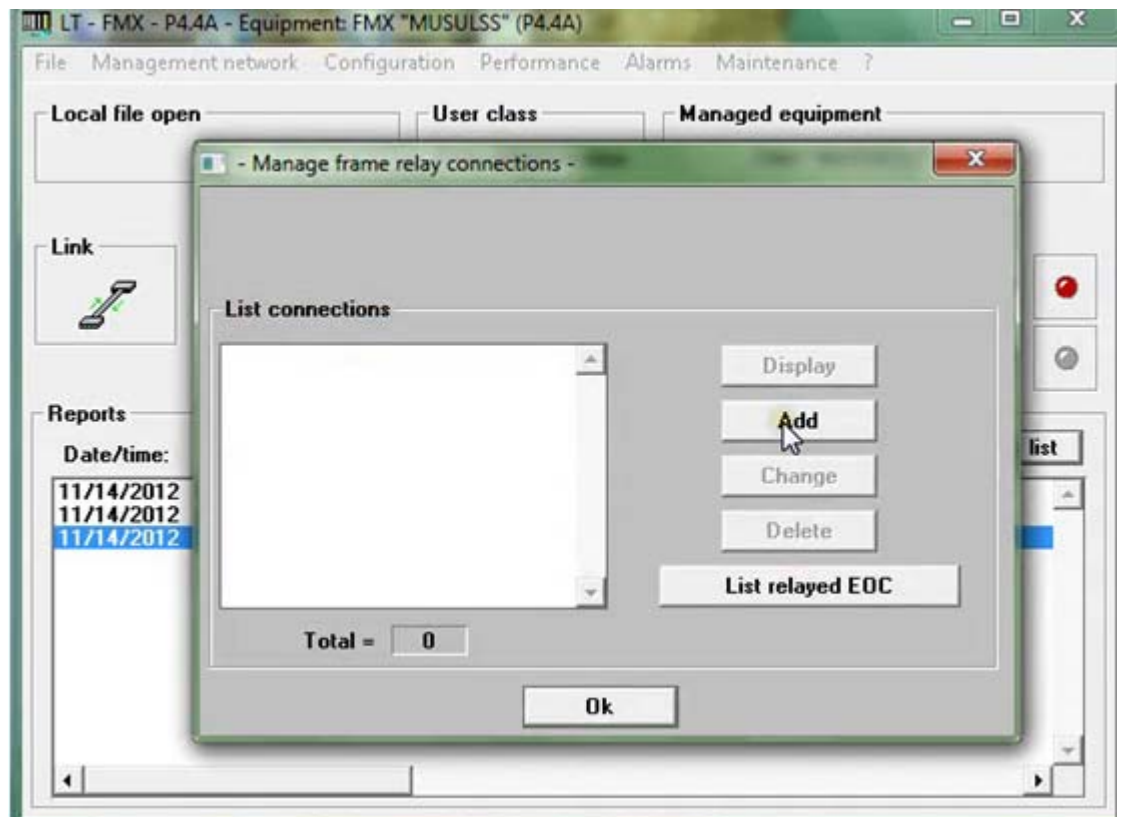 LT - FMX - P4.4A - Equipment: FMX "MUSULSS" (P4.4A)
File Management network Configuration Performance Alarms Maintenance ?
Local file open User class Managed equipment
- Manage frame relay connections -
Link
List connections
Display
Add
Change
Delete
List relayed EOC
Total = 0
Ok
Reports
Date/time:
list
11/14/2012
11/14/2012
11/14/2012